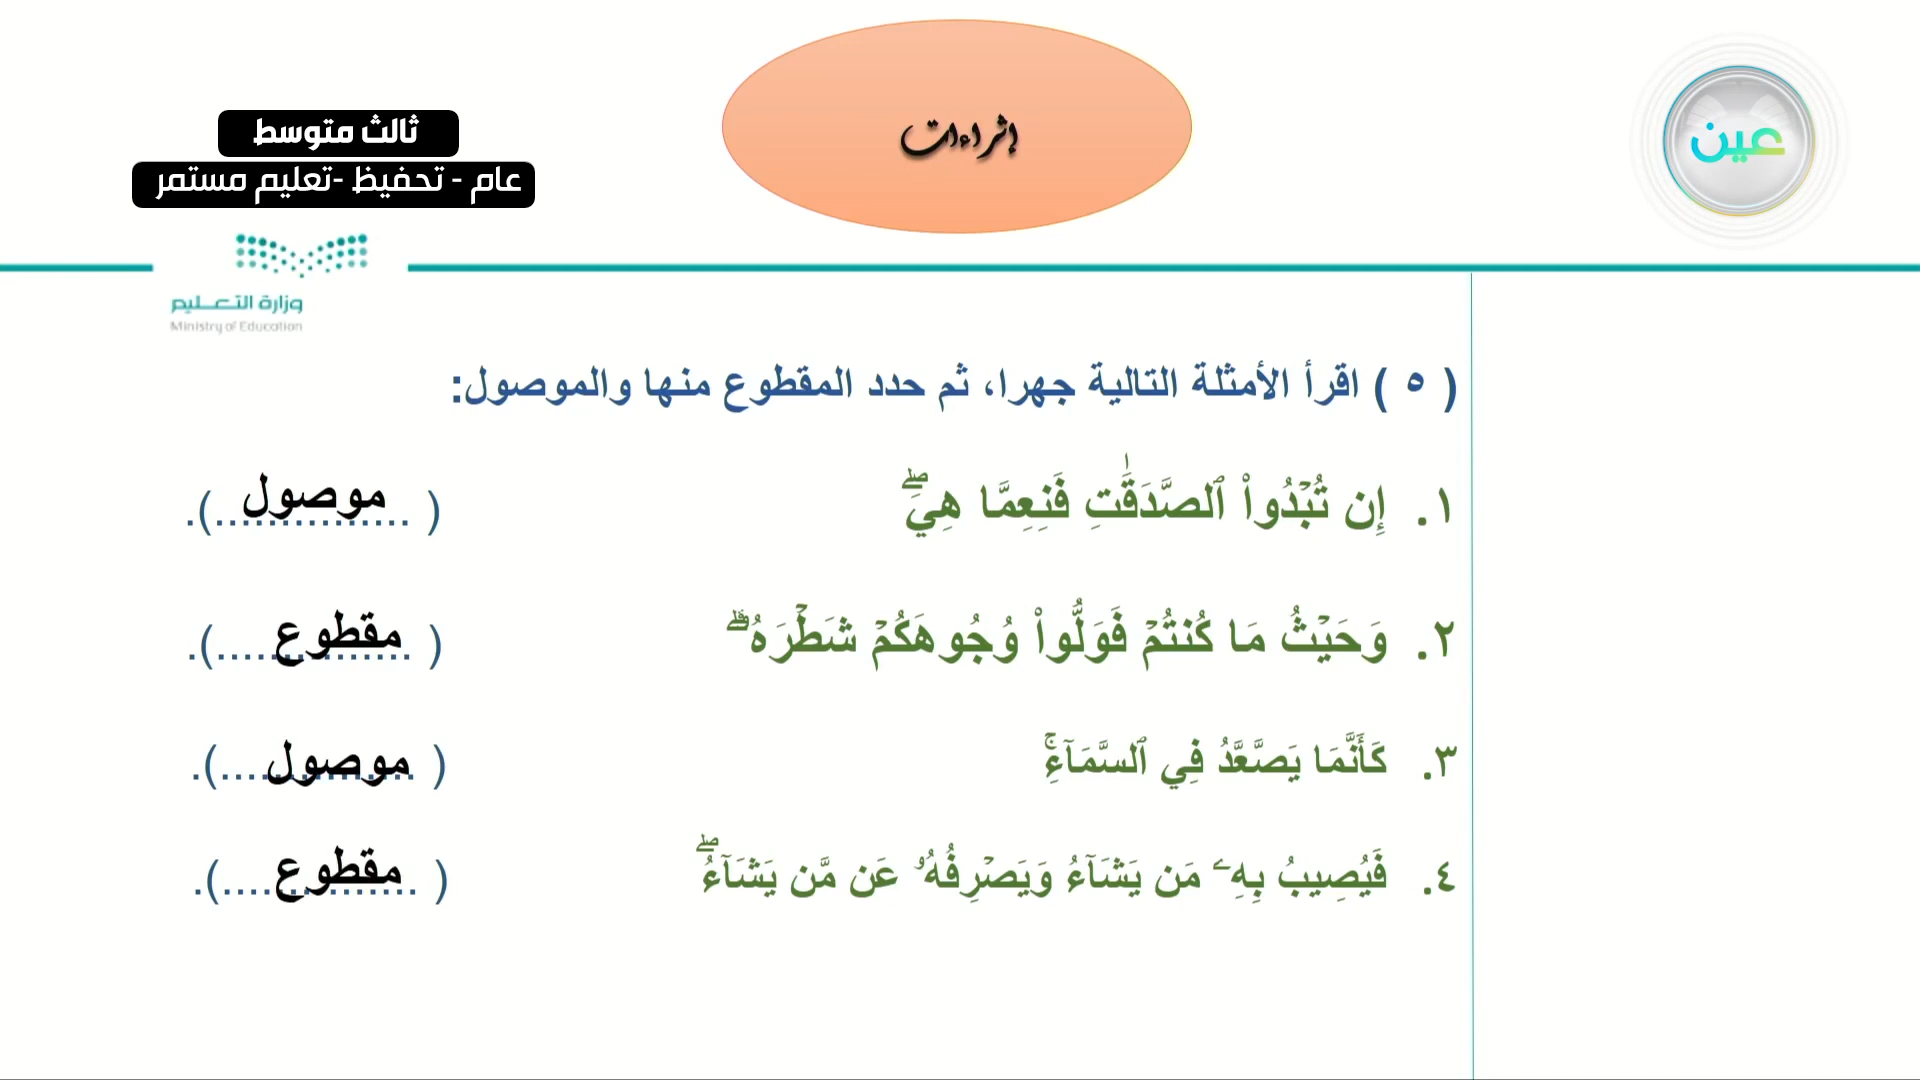 إثراءات
عين
ثالث متوسط
عام - تحفيظ -تعليم مستمر
وزارة التعـــليم
Ministry of Education
( ٥ ) اقرأ الأمثلة التالية جهرا، ثم حدد المقطوع منها والموصول:
١. إِن تُبۡدُواْ ٱلصَّدَقَٰتِ فَنِعِمَّا هِيَۖ ( ...موصول...).
٢. وَحَيۡثُ مَا كُنتُمۡ فَوَلُّواْ وُجُوهَكُمۡ شَطۡرَهُۥۗ ( ...مقطوع...).
٣. كَأَنَّمَا يَصَّعَّدُ فِي ٱلسَّمَآءِۚ ( ...موصول...).
٤. فَيُصِيبُ بِهِۦ مَن يَشَآءُ وَيَصۡرِفُهُۥ عَن مَّن يَشَآءُۖ ( ...مقطوع...).